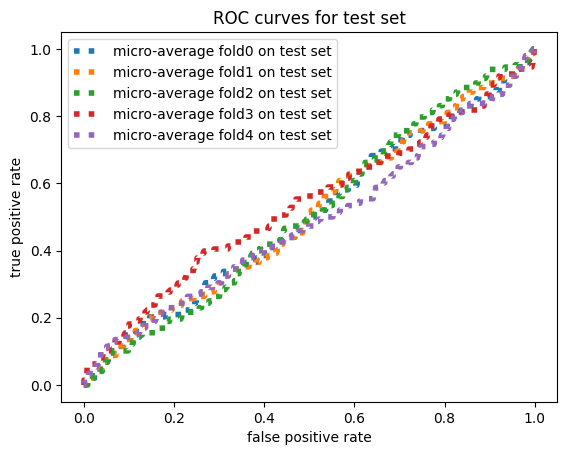 ROC curves for test set
micro-average fold0 on test set
micro-average fold1 on test set
micro-average fold2 on test set
micro-average fold3 on test set
micro-average fold4 on test set
true positive rate
1.0
0.8
0.6
0.4
0.2
0.0
0.0 0.2 0.4 0.6 0.8 1.0
false positive rate